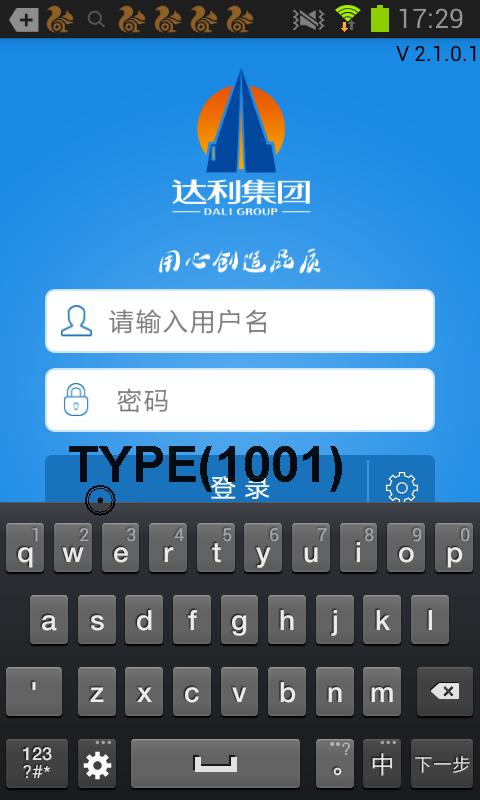 17:29
V 2.1.0.1
达利集团
DALI GROUP
用心创造品质
请输入用户名
密码
TYPE(1001)
登录
1 2 3 4 5 6 7 8 9 0
q w e r t y u i o p
a s d f g h j k l
' z x c v b n m
123 ?#* 。 中 下一步